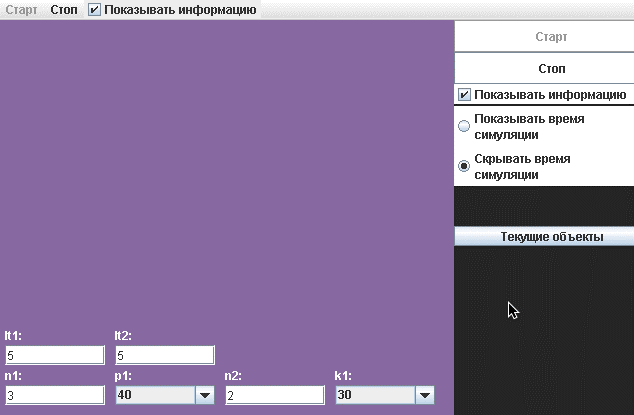 Старт Стоп Показывать информацию
Старт
Стоп
Показывать информацию
Показывать время
симуляции
Скрывать время
симуляции
Текущие объекты
lt1: lt2:
5 5
n1: p1: n2: k1:
3 40 2 30